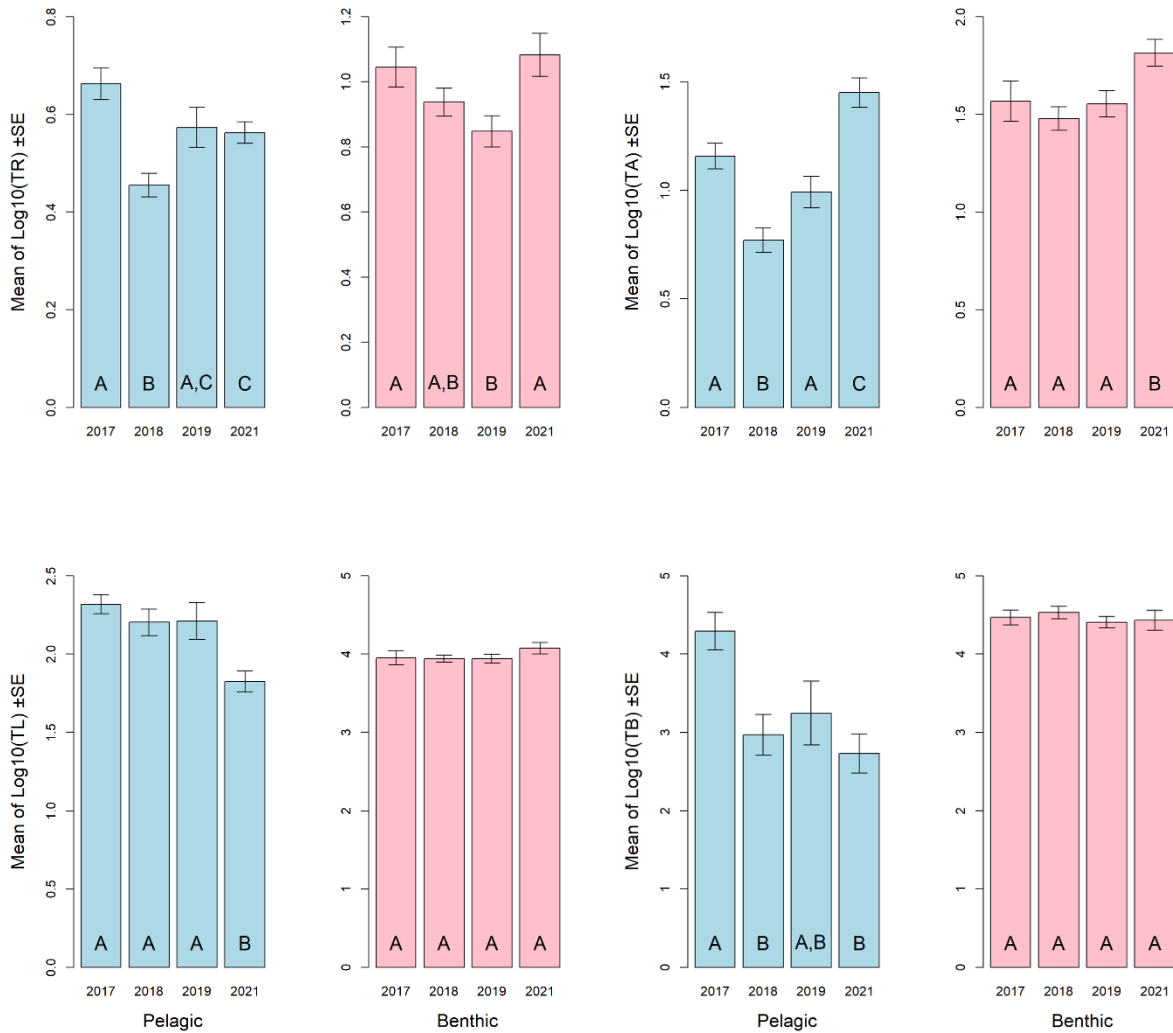 Mean of Log10(TR) ±SE
0.8
0.6
0.4
0.2
0.0
A
B
A,C
C
2017
2018
2019
2021
1.2
1.0
0.8
0.6
0.4
0.2
0.0
A
A,B
B
A
2017
2018
2019
2021
Mean of Log10(TA) ±SE
1.5
1.0
0.5
0.0
A
B
A
C
2017
2018
2019
2021
2.0
1.5
1.0
0.5
0.0
A
A
A
B
2017
2018
2019
2021
Mean of Log10(TL) ±SE
2.5
2.0
1.5
1.0
0.5
0.0
A
A
A
B
2017
2018
2019
2021
Pelagic
5
4
3
2
1
0
A
A
A
A
2017
2018
2019
2021
Benthic
Mean of Log10(TB) ±SE
5
4
3
2
1
0
A
B
A,B
B
2017
2018
2019
2021
Pelagic
5
4
3
2
1
0
A
A
A
A
2017
2018
2019
2021
Benthic